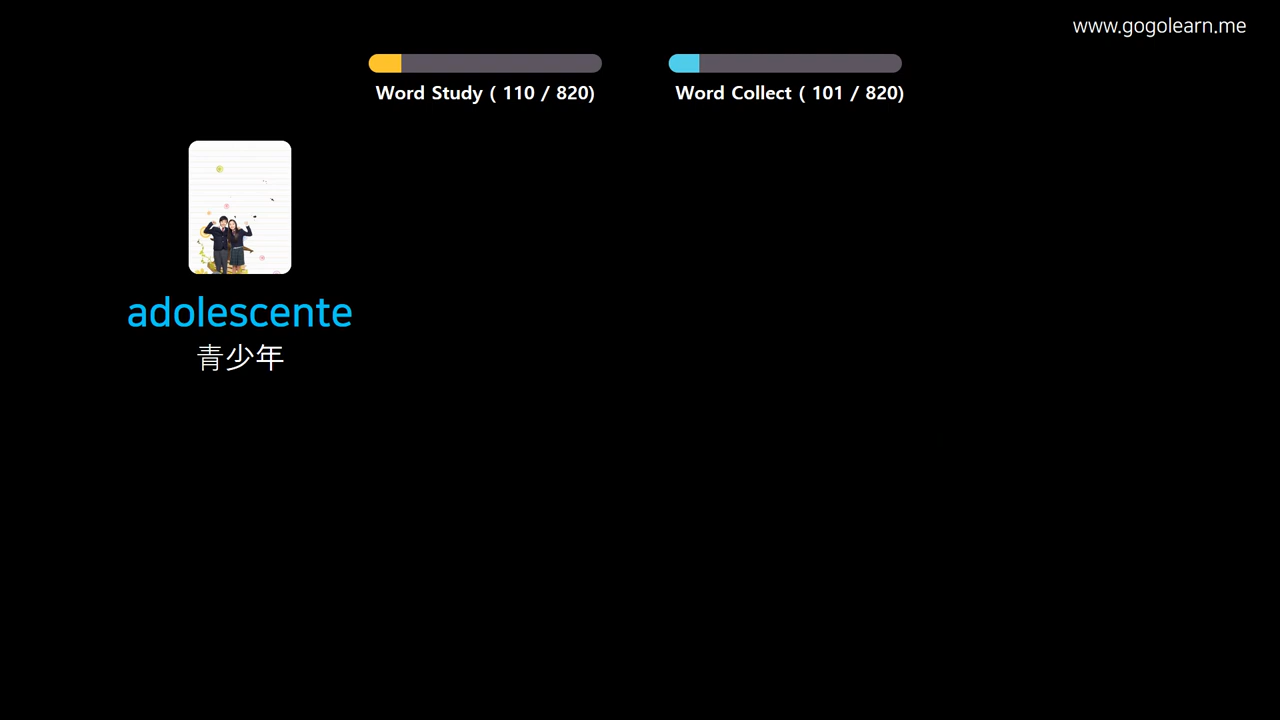 www.gogolearn.me
Word Study ( 110 / 820)
Word Collect ( 101 / 820)
adolescente
青少年